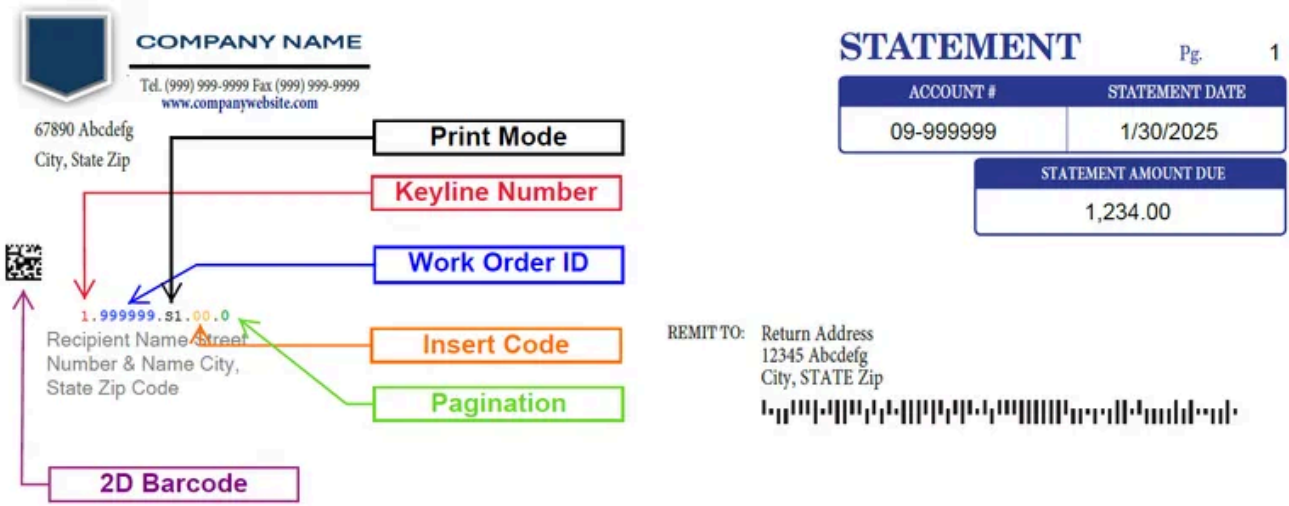 COMPANY NAME
Tel. (999) 999-9999 Fax (999) 999-9999
www.companywebsite.com
67890 Abcdefg
City, State Zip
Print Mode
Keyline Number
Work Order ID
1.999999.S1.00.0
Recipient Name Street
Number & Name City,
State Zip Code
Insert Code
Pagination
2D Barcode
STATEMENT Pg. 1
ACCOUNT # STATEMENT DATE
09-999999 1/30/2025
STATEMENT AMOUNT DUE
1,234.00
REMIT TO: Return Address
12345 Abcdefg
City, STATE Zip